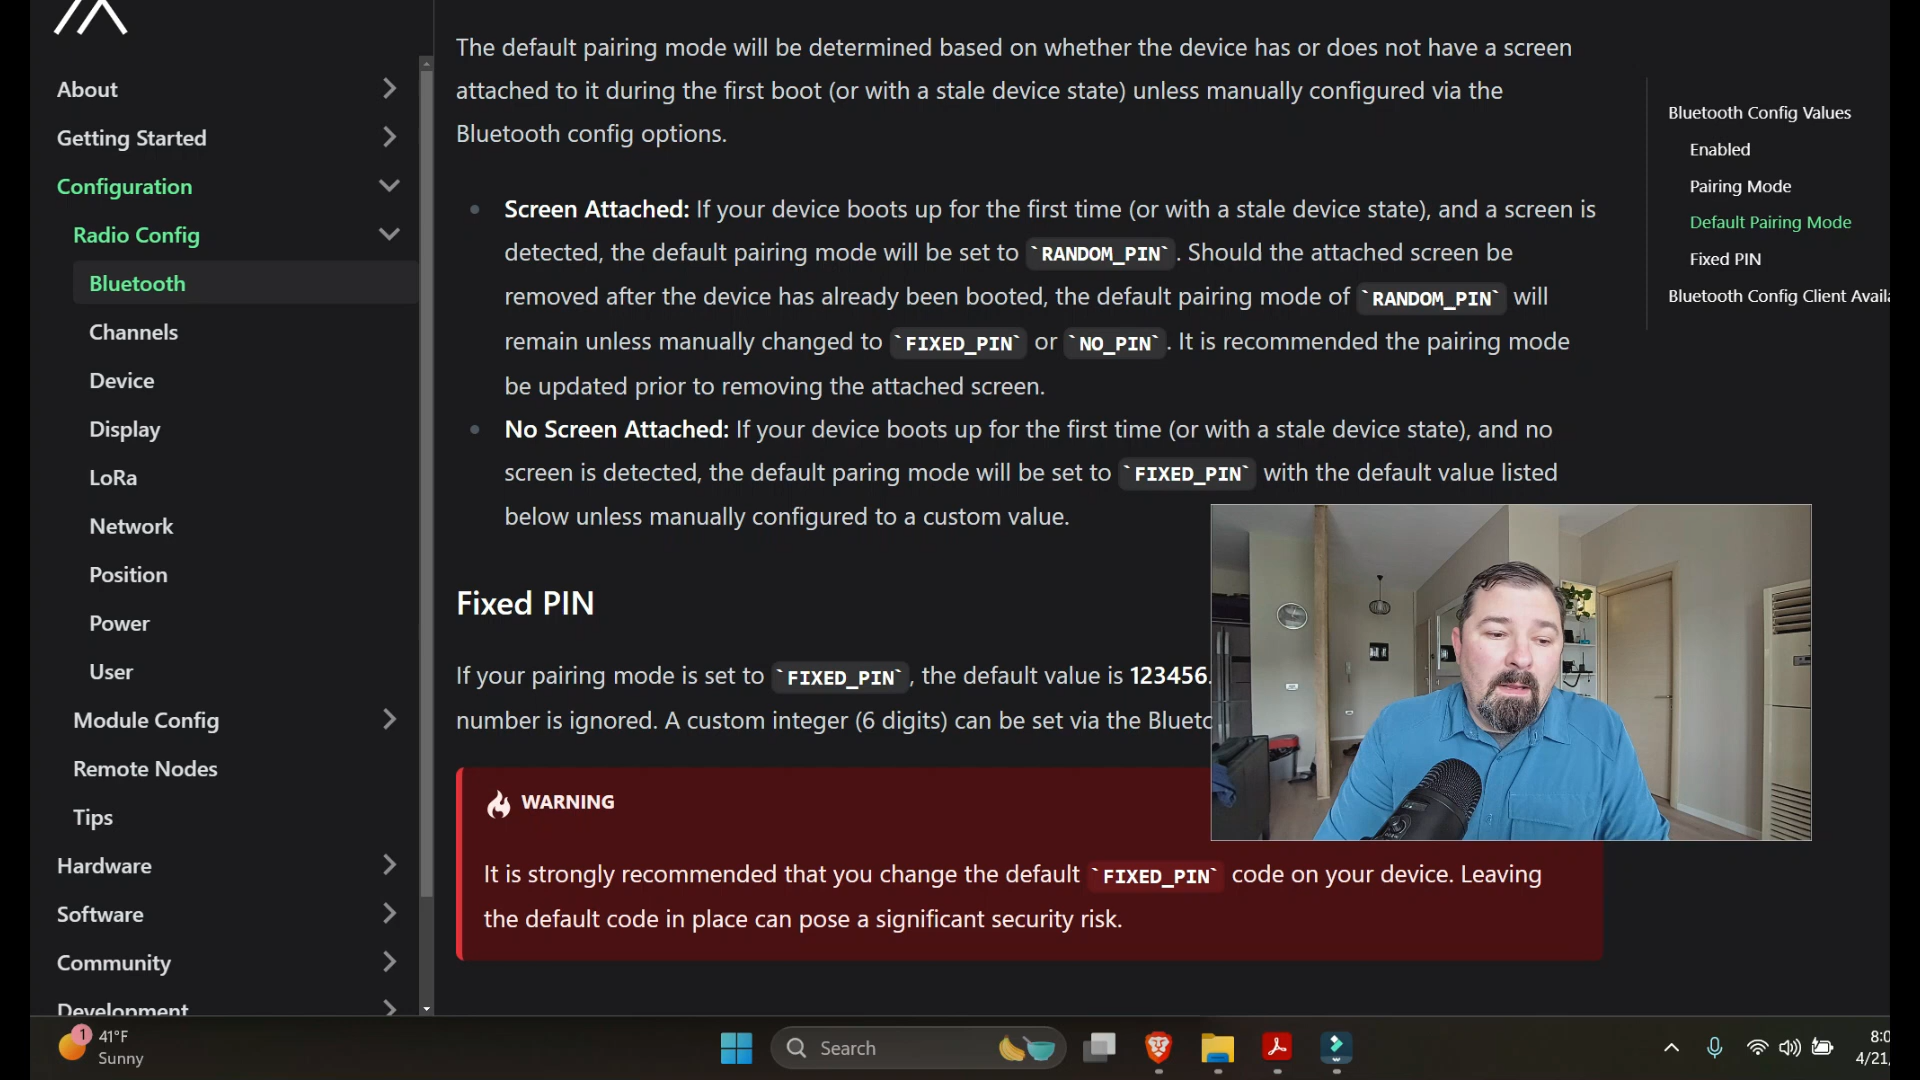 About
Getting Started
Configuration
Radio Config
Bluetooth
Channels
Device
Display
LoRa
Network
Position
Power
User
Module Config
Remote Nodes
Tips
Hardware
Software
Community
Development
The default pairing mode will be determined based on whether the device has or does not have a screen
attached to it during the first boot (or with a stale device state) unless manually configured via the
Bluetooth config options.
• Screen Attached: If your device boots up for the first time (or with a stale device state), and a screen is
detected, the default pairing mode will be set to `RANDOM_PIN`. Should the attached screen be
removed after the device has already been booted, the default pairing mode of `RANDOM_PIN` will
remain unless manually changed to `FIXED_PIN` or `NO_PIN`. It is recommended the pairing mode
be updated prior to removing the attached screen.
• No Screen Attached: If your device boots up for the first time (or with a stale device state), and no
screen is detected, the default paring mode will be set to `FIXED_PIN` with the default value listed
below unless manually configured to a custom value.
Fixed PIN
If your pairing mode is set to `FIXED_PIN`, the default value is 123456.
number is ignored. A custom integer (6 digits) can be set via the
WARNING
It is strongly recommended that you change the default `FIXED_PIN` code on your device. Leaving
the default code in place can pose a significant security risk.
Bluetooth Config Values
Enabled
Pairing Mode
Default Pairing Mode
Fixed PIN
Bluetooth Config Client
1
41°F
Sunny
Search
8:0
4/21